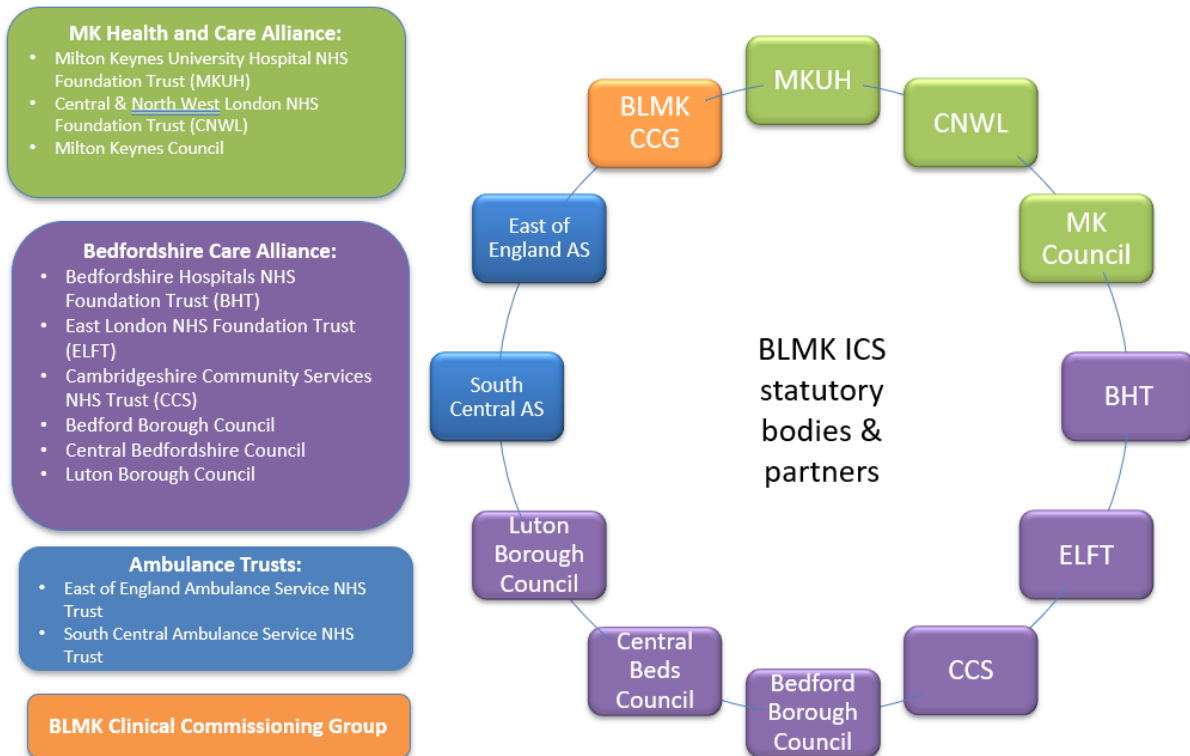 MK Health and Care Alliance:
• Milton Keynes University Hospital NHS
Foundation Trust (MKUH)
• Central & North West London NHS
Foundation Trust (CNWL)
• Milton Keynes Council
Bedfordshire Care Alliance:
• Bedfordshire Hospitals NHS
Foundation Trust (BHT)
• East London NHS Foundation Trust
(ELFT)
• Cambridgeshire Community Services
NHS Trust (CCS)
• Bedford Borough Council
• Central Bedfordshire Council
• Luton Borough Council
Ambulance Trusts:
• East of England Ambulance Service NHS
Trust
• South Central Ambulance Service NHS
Trust
BLMK Clinical Commissioning Group
MKUH
CNWL
MK
Council
BHT
ELFT
CCS
Bedford
Borough
Council
Central
Beds
Council
Luton
Borough
Council
South
Central AS
East of
England AS
BLMK
CCG
BLMK ICS
statutory
bodies &
partners